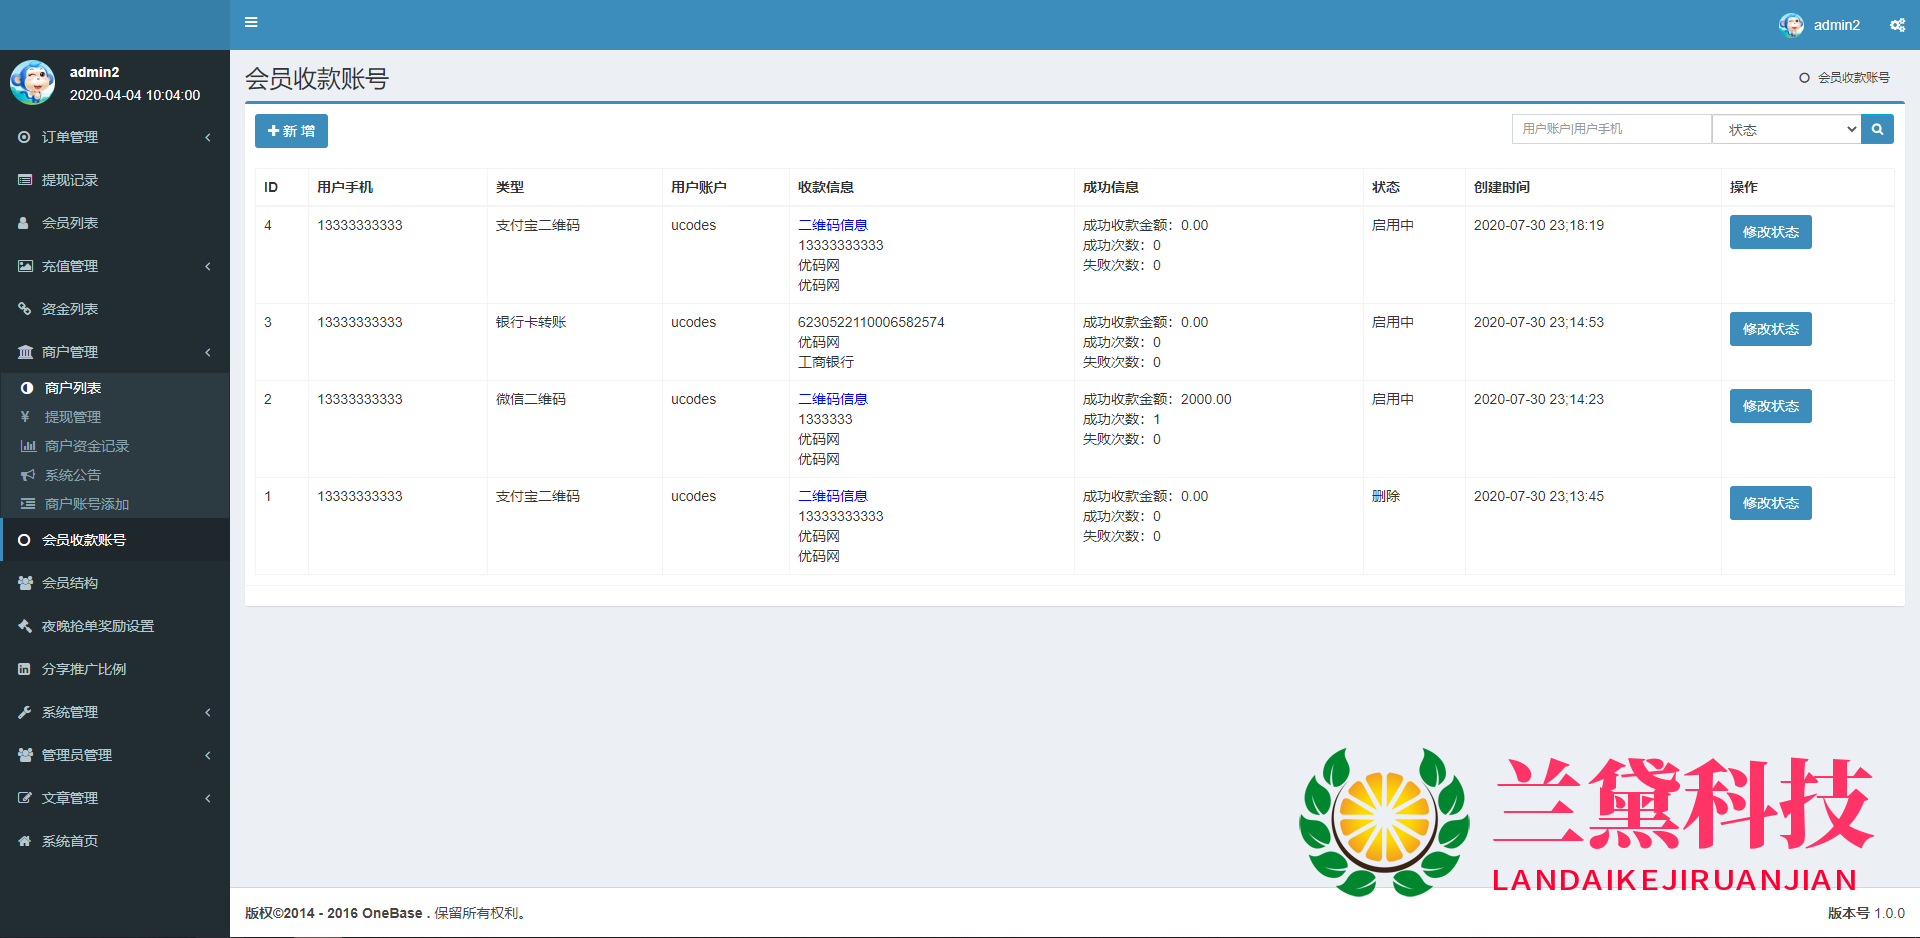 admin2
admin2
2020-04-04 10:04:00
订单管理
提现记录
会员列表
充值管理
资金列表
商户管理
商户列表
提现管理
商户资金记录
系统公告
商户账号添加
会员收款账号
会员结构
夜晚抢单奖励设置
分享推广比例
系统管理
管理员管理
文章管理
系统首页
会员收款账号
会员收款账号
新 增
用户账户|用户手机
状态
ID 用户手机 类型 用户账户 收款信息 成功信息 状态 创建时间 操作
4 13333333333 支付宝二维码 ucodes 二维码信息 成功收款金额：0.00 启用中 2020-07-30 23;18:19 修改状态
13333333333 成功次数：0
优码网 失败次数：0
优码网
3 13333333333 银行卡转账 ucodes 6230522110006582574 成功收款金额：0.00 启用中 2020-07-30 23;14:53 修改状态
优码网 成功次数：0
工商银行 失败次数：0
2 13333333333 微信二维码 ucodes 二维码信息 成功收款金额：2000.00 启用中 2020-07-30 23;14:23 修改状态
1333333 成功次数：1
优码网 失败次数：0
优码网
1 13333333333 支付宝二维码 ucodes 二维码信息 成功收款金额：0.00 删除 2020-07-30 23;13:45 修改状态
13333333333 成功次数：0
优码网 失败次数：0
优码网
兰黛科技
LANDAIKEJIRUANJIAN
版权©2014 - 2016 OneBase . 保留所有权利。
版本号 1.0.0